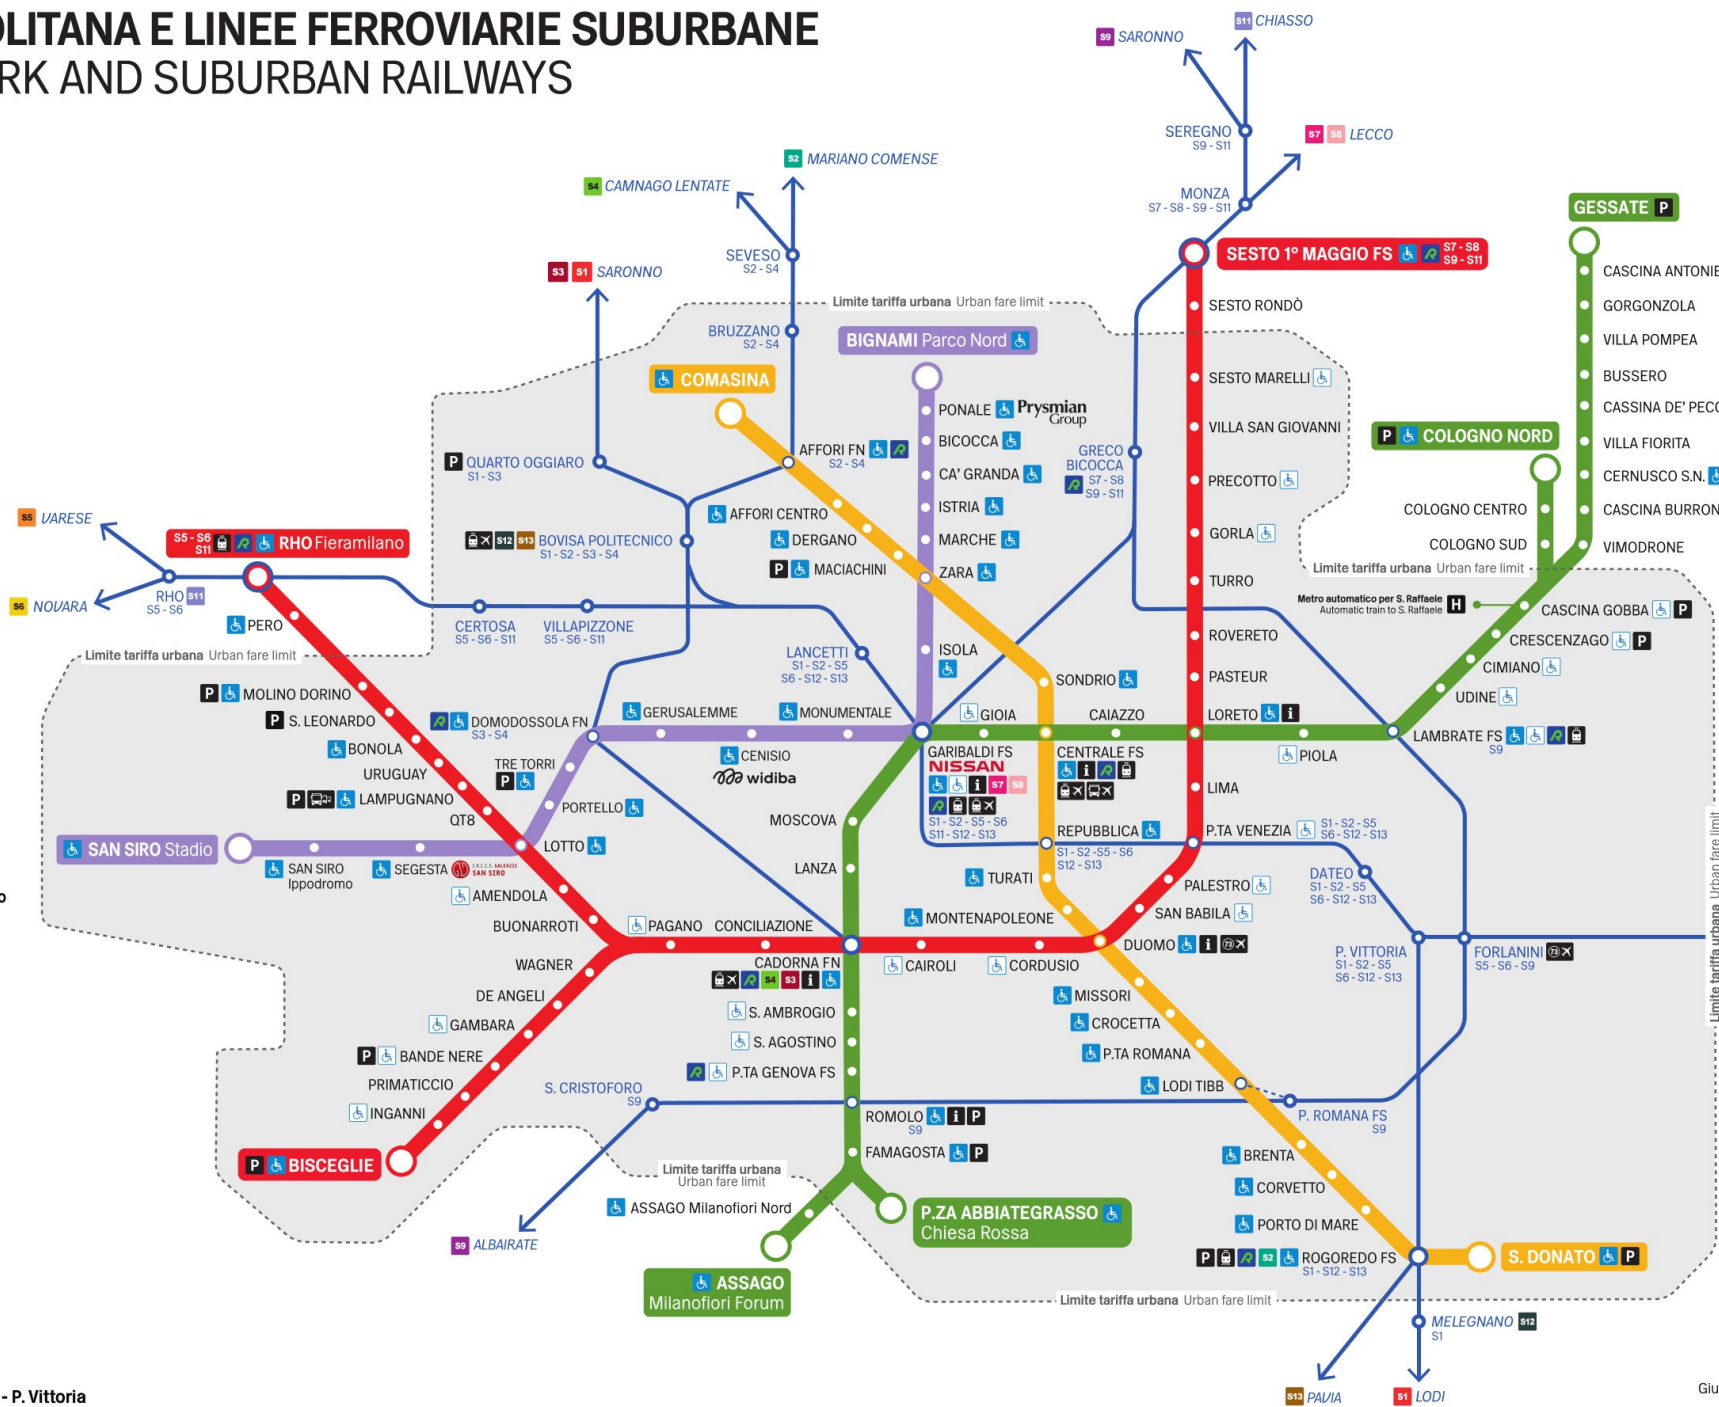 OLITANA E LINEE FERROVIARIE SUBURBANE
RK AND SUBURBAN RAILWAYS
S9 SARONNO
S11 CHIASSO
SEREGNO
S9 - S11
S7 S8 LECCO
MONZA
S7 - S8 - S9 - S11
S2 MARIANO COMENSE
S4 CAMNAGO LENTATE
SEVESO
S2 - S4
S3 S1 SARONNO
BRUZZANO
S2 - S4
Limite tariffa urbana Urban fare limit
GESSATE P
SESTO 1° MAGGIO FS
S7 - S8
S9 - S11
CASCINA ANTONIE
GORGONZOLA
VILLA POMPEA
BUSSERO
CASSINA DE' PECC
VILLA FIORITA
CERNUSCO S.N.
CASCINA BURRON
VIMODRONE
SESTO RONDÒ
SESTO MARELLI
VILLA SAN GIOVANNI
PRECOTTO
GORLA
TURRO
ROVERETO
PASTEUR
LORETO i
LIMA
P COLOGNO NORD
COLOGNO CENTRO
COLOGNO SUD
Limite tariffa urbana Urban fare limit
Metro automatico per S. Raffaele
Automatic train to S. Raffaele
H
CASCINA GOBBA P
CRESCENZAGO P
CIMIANO
UDINE
LAMBRATE FS
S9
PIOLA
BIGNAMI Parco Nord
PONALE Prysmian
Group
BICOCCA
CA' GRANDA
ISTRIA
MARCHE
ZARA
ISOLA
GRECO
BICOCCA
S7 - S8
S9 - S11
COMASINA
AFFORI FN
S2 - S4
AFFORI CENTRO
DERGANO
P MACIACHINI
P QUARTO OGGIARO
S1 - S3
S12 S13 BOVISA POLITECNICO
S1 - S2 - S3 - S4
S5 VARESE
S6 NOVARA
RHO S11
S5 - S6
S5 - S6
S11
RHO Fieramilano
PERO
CERTOSA
S5 - S6 - S11
VILLAPIZZONE
S5 - S6 - S11
LANCETTI
S1 - S2 - S5
S6 - S12 - S13
Limite tariffa urbana Urban fare limit
P MOLINO DORINO
P S. LEONARDO
BONOLA
URUGUAY
P LAMPUGNANO
QT8
LOTTO
DOMODOSSOLA FN
S3 - S4
TRE TORRI
P
PORTELLO
GERUSALEMME
CENISIO
widiba
MONUMENTALE
GARIBALDI FS
NISSAN
i S7 S8
S1 - S2 - S5 - S6
S11 - S12 - S13
GIOIA
CAIAZZO
SONDRIO
CENTRALE FS
i
REPUBBLICA
S1 - S2 -S5 - S6
S12 - S13
P.TA VENEZIA
S1 - S2 - S5
S6 - S12 - S13
TURATI
MONTENAPOLEONE
PALESTRO
SAN BABILA
DUOMO i 73
DATEO
S1 - S2 - S5
S6 - S12 - S13
P. VITTORIA
S1 - S2 - S5
S6 - S12 - S13
FORLANINI 73
S5 - S6 - S9
Limite tariffa urbana Urban fare limit
SAN SIRO Stadio
SAN SIRO
Ippodromo
SEGESTA
I.R.C.C.S. GALEAZZI
SAN SIRO
AMENDOLA
BUONARROTI
PAGANO
CONCILIAZIONE
MOSCOVA
LANZA
CADORNA FN
S4 S3 i
CAIROLI
CORDUSIO
WAGNER
DE ANGELI
GAMBARA
P BANDE NERE
PRIMATICCIO
INGANNI
P BISCEGLIE
S. AMBROGIO
S. AGOSTINO
P.TA GENOVA FS
S. CRISTOFORO
S9
ROMOLO i P
S9
FAMAGOSTA P
Limite tariffa urbana
Urban fare limit
ASSAGO Milanofiori Nord
S9 ALBAIRATE
P.ZA ABBIATEGRASSO
Chiesa Rossa
ASSAGO
Milanofiori Forum
MISSORI
CROCETTA
P.TA ROMANA
LODI TIBB
P. ROMANA FS
S9
BRENTA
CORVETTO
PORTO DI MARE
P S2 ROGOREDO FS
S1 - S12 - S13
S. DONATO P
Limite tariffa urbana Urban fare limit
MELEGNANO S12
S1
S13 PAVIA
S1 LODI
o
- P. Vittoria
Giu